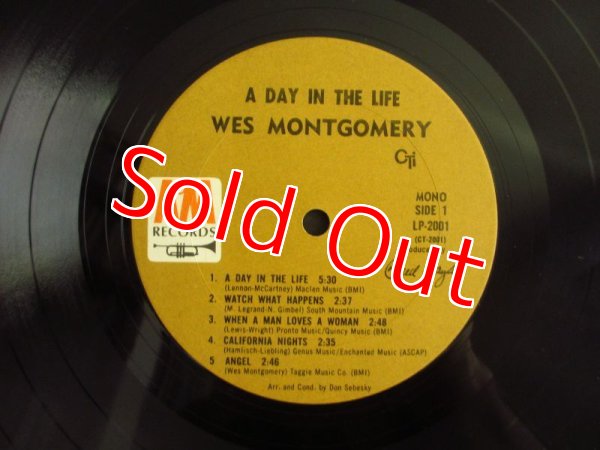 A DAY IN THE LIFE
WES MONTGOMERY
CTi
MONO
SIDE 1
LP-2001
(CT-2001)
Sold Out
RECORDS
1. A DAY IN THE LIFE 5:30
(Lennon-McCartney) Maclen Music (BMI)
2. WATCH WHAT HAPPENS 2:37
(M. Legrand-N. Gimbel) South Mountain Music (BMI)
3. WHEN A MAN LOVES A WOMAN 2:48
(Lewis-Wright) Pronto Music/Quincy Music (BMI)
4. CALIFORNIA NIGHTS 2:35
(Hamlisch-Liebling) Genus Music/Enchanted Music (ASCAP)
5 ANGEL 2:46
(Wes Montgomery) Taggie Music Co. (BMI)
Arr. and Cond. by Don Sebesky